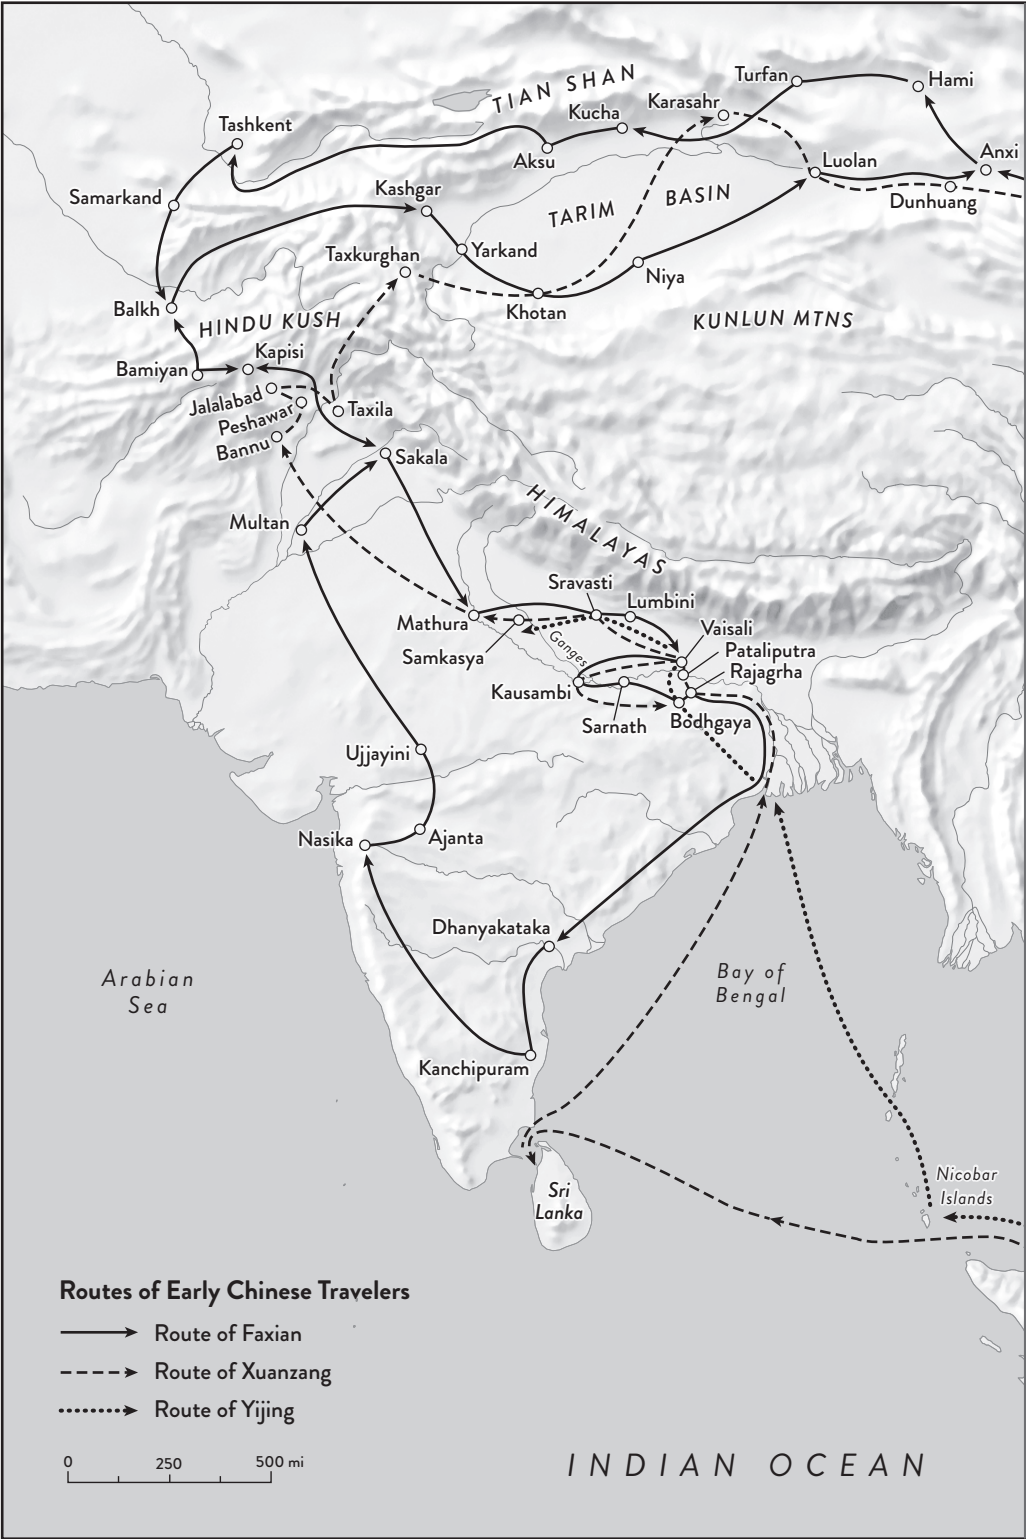 TIAN SHAN
Turfan
Hami
Karasahr
Kucha
Tashkent
Aksu
Anxi
Luolan
Samarkand
Kashgar
TARIM BASIN
Dunhuang
Yarkand
Taxkurghan
Niya
Balkh
Khotan
HINDU KUSH
KUNLUN MTNS
Kapisi
Bamiyan
Jalalabad
Peshawar
Taxila
Bannu
Sakala
HIMALAYAS
Multan
Sravasti
Lumbini
Mathura
Vaisali
Ganges
Pataliputra
Samkasya
Rajagrha
Kausambi
Sarnath
Bodhgaya
Ujjayini
Nasika
Ajanta
Dhanyakataka
Arabian
Sea
Bay of
Bengal
Kanchipuram
Nicobar
Islands
Sri
Lanka
Routes of Early Chinese Travelers
Route of Faxian
Route of Xuanzang
Route of Yijing
0 250 500 mi
INDIAN OCEAN